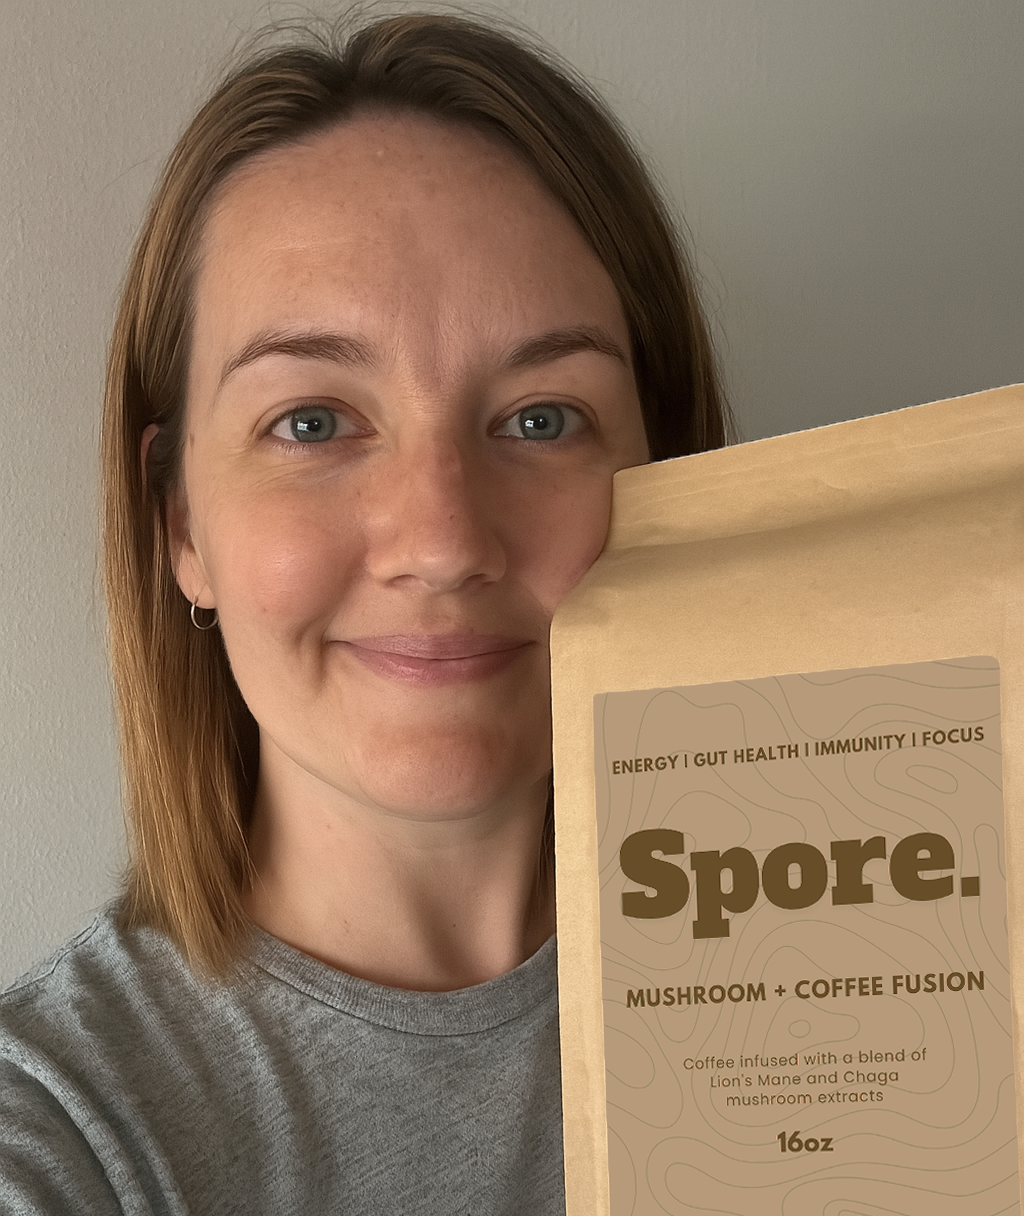 ENERGY | GUT HEALTH | IMMUNITY | FOCUS
Spore.
MUSHROOM + COFFEE FUSION
Coffee infused with a blend of
Lion's Mane and Chaga
mushroom extracts
16oz